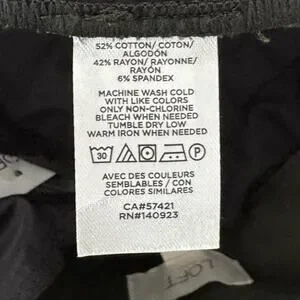 52% COTTON/ COTON/
ALGODÓN
42% RAYON/ RAYONNE/
RAYÓN
6% SPANDEX
MACHINE WASH COLD
WITH LIKE COLORS
ONLY NON-CHLORINE
BLEACH WHEN NEEDED
TUMBLE DRY LOW
WARM IRON WHEN NEEDED
30 P
AVEC DES COULEURS
SEMBLABLES / CON
COLORES SIMILARES
CA#57421
RN#140923
LOFT